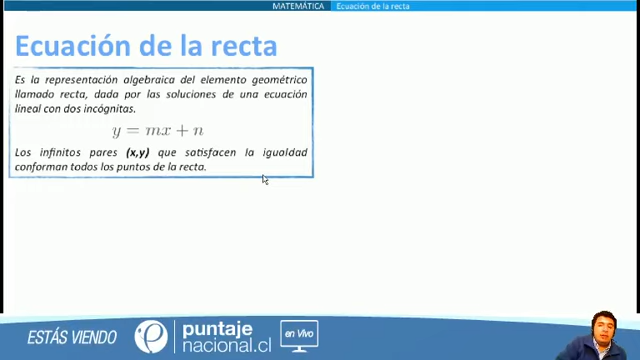 MATEMÁTICA Ecuación de la recta
Ecuación de la recta
Es la representación algebraica del elemento geométrico
llamado recta, dada por las soluciones de una ecuación
lineal con dos incógnitas.
y = mx + n
Los infinitos pares (x,y) que satisfacen la igualdad
conforman todos los puntos de la recta.
ESTÁS VIENDO
puntaje
nacional.cl
en Vivo